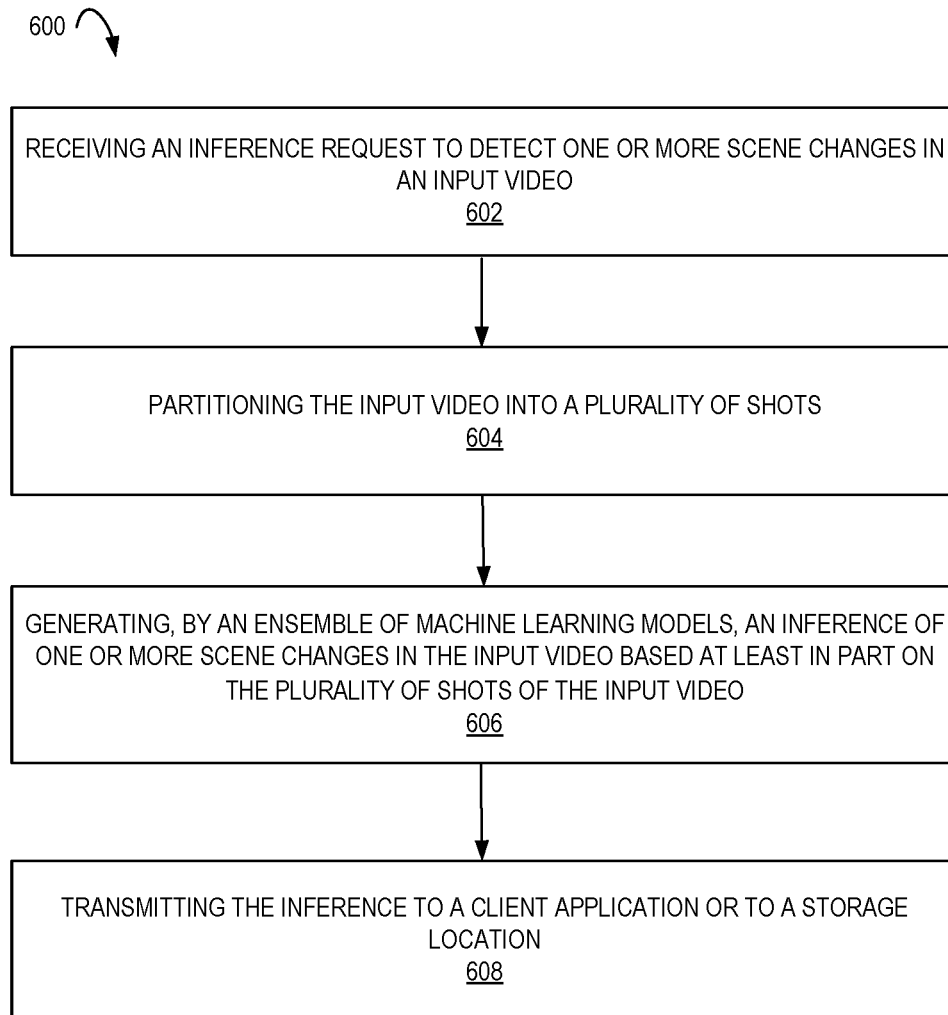 600
RECEIVING AN INFERENCE REQUEST TO DETECT ONE OR MORE SCENE CHANGES IN
AN INPUT VIDEO
602
PARTITIONING THE INPUT VIDEO INTO A PLURALITY OF SHOTS
604
GENERATING, BY AN ENSEMBLE OF MACHINE LEARNING MODELS, AN INFERENCE OF
ONE OR MORE SCENE CHANGES IN THE INPUT VIDEO BASED AT LEAST IN PART ON
THE PLURALITY OF SHOTS OF THE INPUT VIDEO
606
TRANSMITTING THE INFERENCE TO A CLIENT APPLICATION OR TO A STORAGE
LOCATION
608